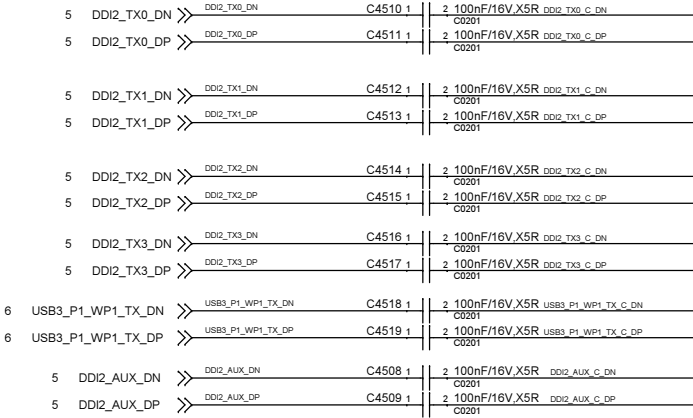 5 DDI2_TX0_DN DDI2_TX0_DN C4510 1 2 100nF/16V,X5R DDI2_TX0_C_DN
C0201
5 DDI2_TX0_DP DDI2_TX0_DP C4511 1 2 100nF/16V,X5R DDI2_TX0_C_DP
C0201
5 DDI2_TX1_DN DDI2_TX1_DN C4512 1 2 100nF/16V,X5R DDI2_TX1_C_DN
C0201
5 DDI2_TX1_DP DDI2_TX1_DP C4513 1 2 100nF/16V,X5R DDI2_TX1_C_DP
C0201
5 DDI2_TX2_DN DDI2_TX2_DN C4514 1 2 100nF/16V,X5R DDI2_TX2_C_DN
C0201
5 DDI2_TX2_DP DDI2_TX2_DP C4515 1 2 100nF/16V,X5R DDI2_TX2_C_DP
C0201
5 DDI2_TX3_DN DDI2_TX3_DN C4516 1 2 100nF/16V,X5R DDI2_TX3_C_DN
C0201
5 DDI2_TX3_DP DDI2_TX3_DP C4517 1 2 100nF/16V,X5R DDI2_TX3_C_DP
C0201
6 USB3_P1_WP1_TX_DN USB3_P1_WP1_TX_DN C4518 1 2 100nF/16V,X5R USB3_P1_WP1_TX_C_DN
C0201
6 USB3_P1_WP1_TX_DP USB3_P1_WP1_TX_DP C4519 1 2 100nF/16V,X5R USB3_P1_WP1_TX_C_DP
C0201
5 DDI2_AUX_DN DDI2_AUX_DN C4508 1 2 100nF/16V,X5R DDI2_AUX_C_DN
C0201
5 DDI2_AUX_DP DDI2_AUX_DP C4509 1 2 100nF/16V,X5R DDI2_AUX_C_DP
C0201